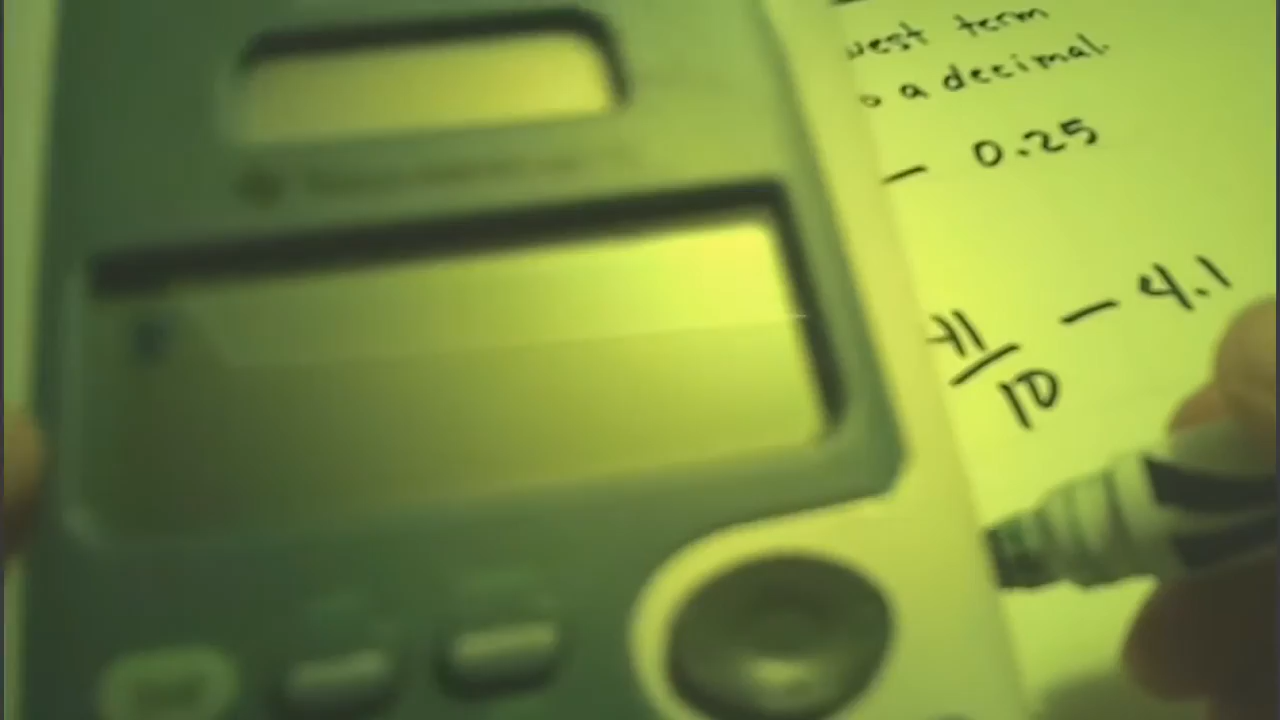 west term
o a decimal.
— 0.25
41/10 — 4.1